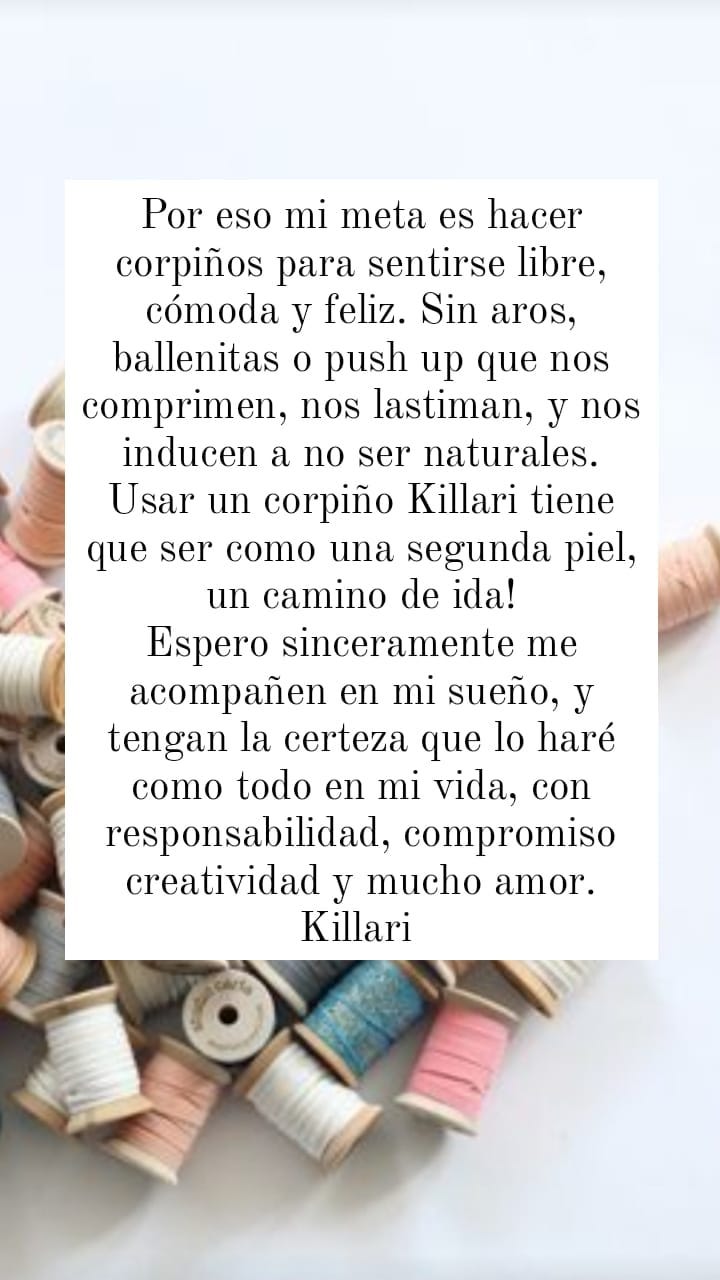 Por eso mi meta es hacer
corpiños para sentirse libre,
cómoda y feliz. Sin aros,
ballenitas o push up que nos
comprimen, nos lastiman, y nos
inducen a no ser naturales.
Usar un corpiño Killari tiene
que ser como una segunda piel,
un camino de ida!
Espero sinceramente me
acompañen en mi sueño, y
tengan la certeza que lo haré
como todo en mi vida, con
responsabilidad, compromiso
creatividad y mucho amor.
Killari